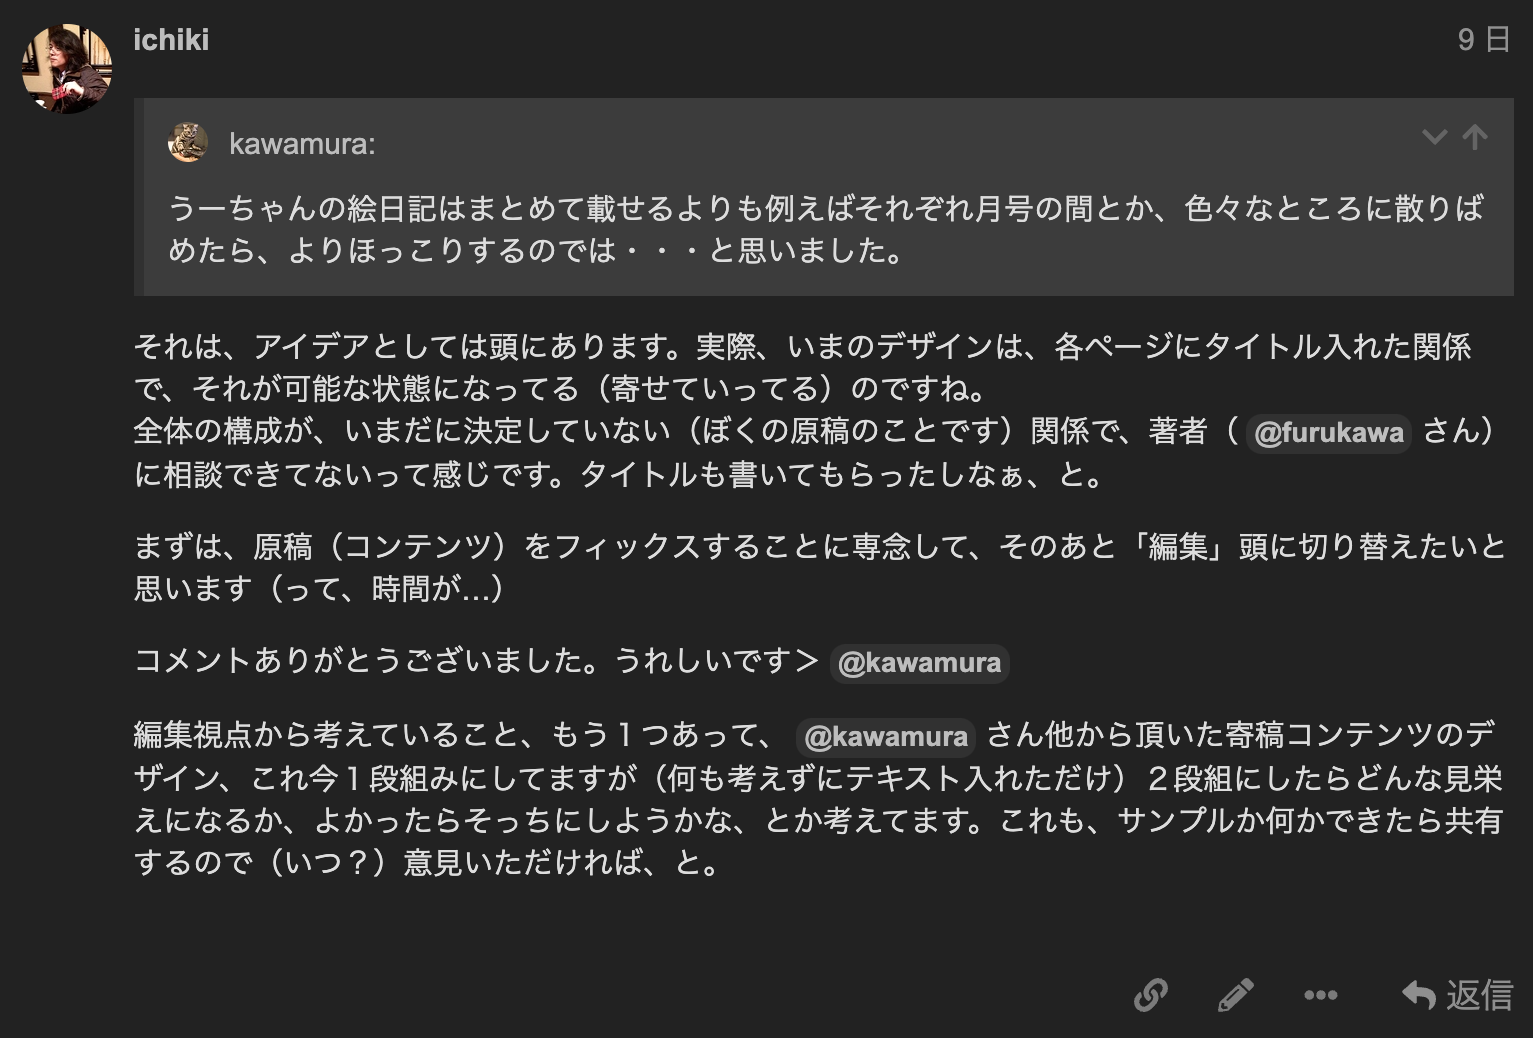 ichiki
9 日
kawamura:
うーちゃんの絵日記はまとめて載せるよりも例えばそれぞれ月号の間とか、色々なところに散りば
めたら、よりほっこりするのでは・・・と思いました。
それは、アイデアとしては頭にあります。実際、いまのデザインは、各ページにタイトル入れた関係
で、それが可能な状態になってる（寄せていってる）のですね。
全体の構成が、いまだに決定していない（ぼくの原稿のことです）関係で、著者（ @furukawa さん）
に相談できてないって感じです。タイトルも書いてもらったしなぁ、と。
まずは、原稿（コンテンツ）をフィックスすることに専念して、そのあと「編集」頭に切り替えたいと
思います（って、時間が…）
コメントありがとうございました。うれしいです＞ @kawamura
編集視点から考えていること、もう１つあって、 @kawamura さん他から頂いた寄稿コンテンツのデ
ザイン、これ今１段組みにしてますが（何も考えずにテキスト入れただけ）２段組にしたらどんな見栄
えになるか、よかったらそっちにしようかな、とか考えてます。これも、サンプルか何かできたら共有
するので（いつ？）意見いただければ、と。
返信